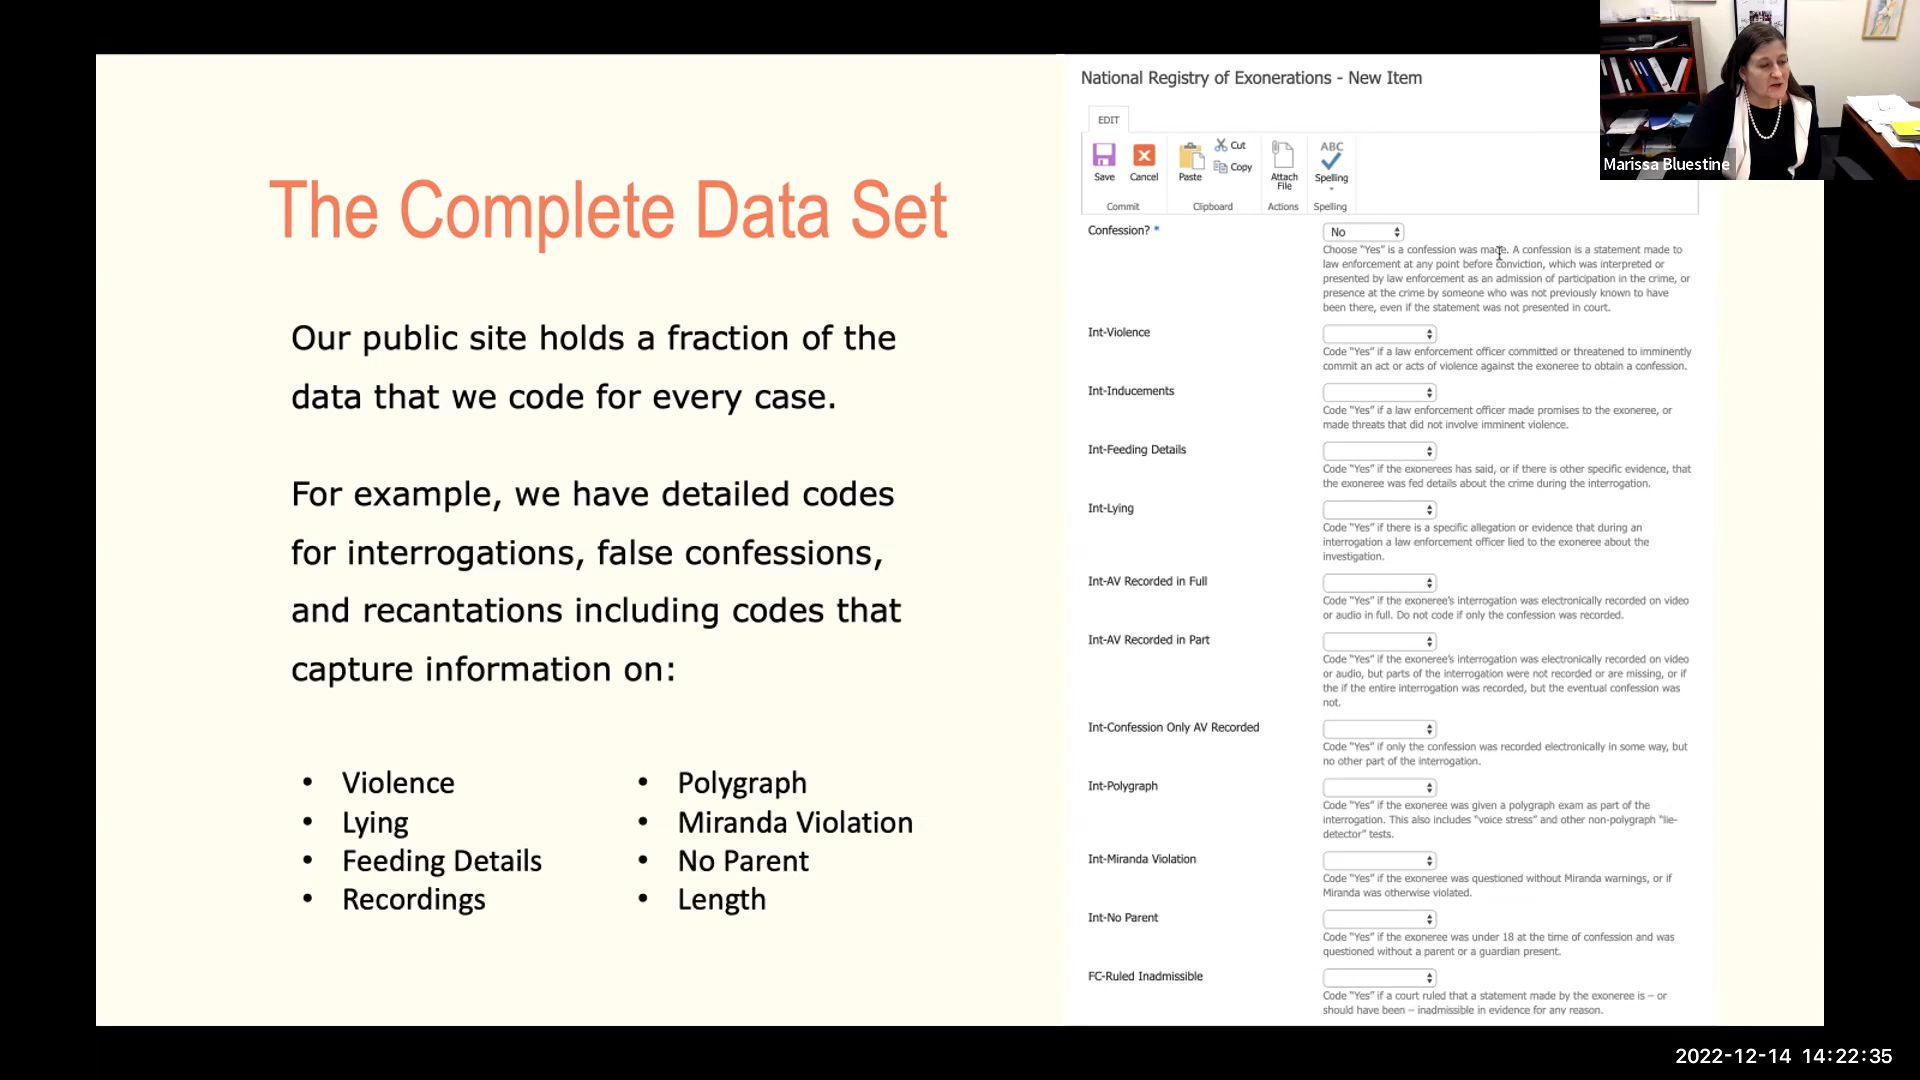 The Complete Data Set
Our public site holds a fraction of the
data that we code for every case.
For example, we have detailed codes
for interrogations, false confessions,
and recantations including codes that
capture information on:
• Violence
• Lying
• Feeding Details
• Recordings
• Polygraph
• Miranda Violation
• No Parent
• Length
National Registry of Exonerations - New Item
EDIT
Save
Cancel
Commit
Paste
Cut
Copy
Clipboard
Attach
File
Actions
ABC
Spelling
Spelling
Confession? *
No
Choose "Yes" is a confession was made. A confession is a statement made to
law enforcement at any point before conviction, which was interpreted or
presented by law enforcement as an admission of participation in the crime, or
presence at the crime by someone who was not previously known to have
been there, even if the statement was not presented in court.
Int-Violence
Code "Yes" if a law enforcement officer committed or threatened to imminently
commit an act or acts of violence against the exoneree to obtain a confession.
Int-Inducements
Code "Yes" if a law enforcement officer made promises to the exoneree, or
made threats that did not involve imminent violence.
Int-Feeding Details
Code "Yes" if the exonerees has said, or if there is other specific evidence, that
the exoneree was fed details about the crime during the interrogation.
Int-Lying
Code "Yes" if there is a specific allegation or evidence that during an
interrogation a law enforcement officer lied to the exoneree about the
investigation.
Int-AV Recorded in Full
Code "Yes" if the exoneree's interrogation was electronically recorded on video
or audio in full. Do not code if only the confession was recorded.
Int-AV Recorded in Part
Code "Yes" if the exoneree's interrogation was electronically recorded on video
or audio, but parts of the interrogation were not recorded or are missing, or if
the if the entire interrogation was recorded, but the eventual confession was
not.
Int-Confession Only AV Recorded
Code "Yes" if only the confession was recorded electronically in some way, but
no other part of the interrogation.
Int-Polygraph
Code "Yes" if the exoneree was given a polygraph exam as part of the
interrogation. This also includes "voice stress" and other non-polygraph "lie-
detector" tests.
Int-Miranda Violation
Code "Yes" if the exoneree was questioned without Miranda warnings, or if
Miranda was otherwise violated.
Int-No Parent
Code "Yes" if the exoneree was under 18 at the time of confession and was
questioned without a parent or a guardian present.
FC-Ruled Inadmissible
Code "Yes" if a court ruled that a statement made by the exoneree is – or
should have been – inadmissible in evidence for any reason.
Marissa Bluestine
2022-12-14 14:22:35